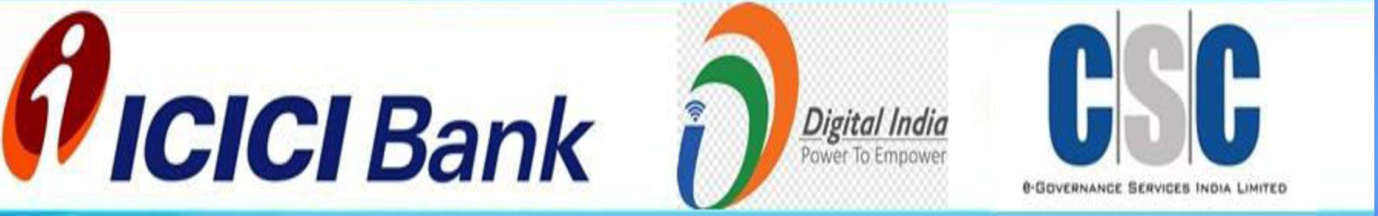 ICICI Bank
Digital India
Power To Empower
CSC
e-GOVERNANCE SERVICES INDIA LIMITED